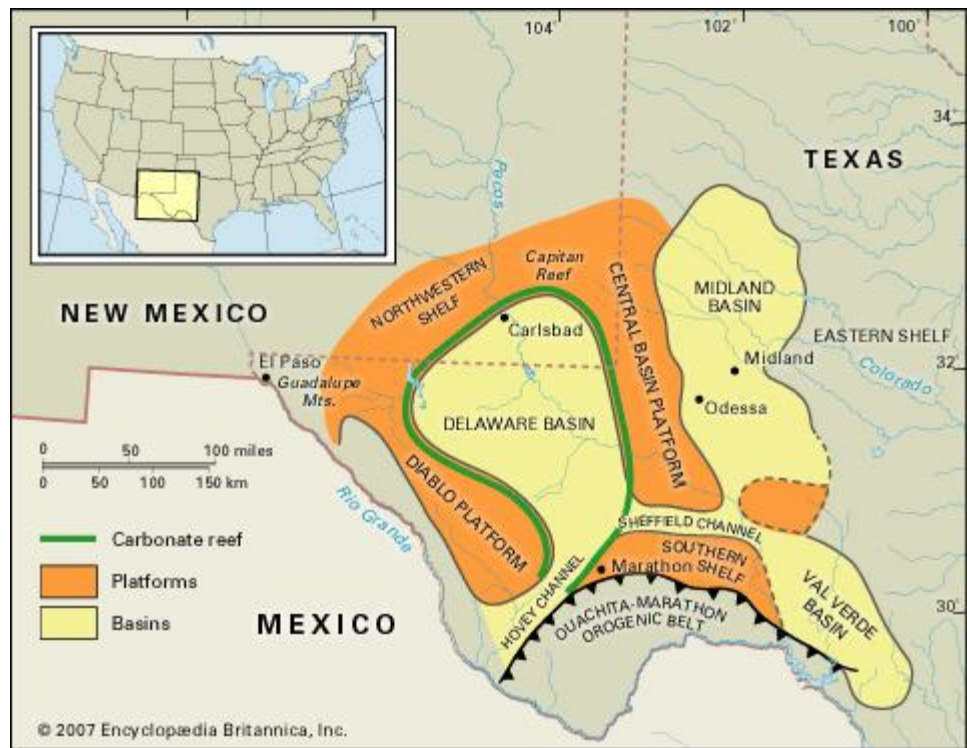 104°
102°
100°
34°
TEXAS
Pecos
NORTHWESTERN
SHELF
Capitan
Reef
CENTRAL BASIN PLATFORM
MIDLAND
BASIN
NEW MEXICO
Carlsbad
EASTERN SHELF
El Paso
Guadalupe
Mts.
Midland
32°
Colorado
Odessa
DELAWARE BASIN
0 50 100 miles
0 50 100 150 km
DIABLO PLATFORM
Rio Grande
SHEFFIELD CHANNEL
Carbonate reef
Platforms
Basins
SOUTHERN
Marathon SHELF
HOVEY CHANNEL
OUACHITA-MARATHON
OROGENIC BELT
VAL VERDE
BASIN
30°
MEXICO
© 2007 Encyclopædia Britannica, Inc.